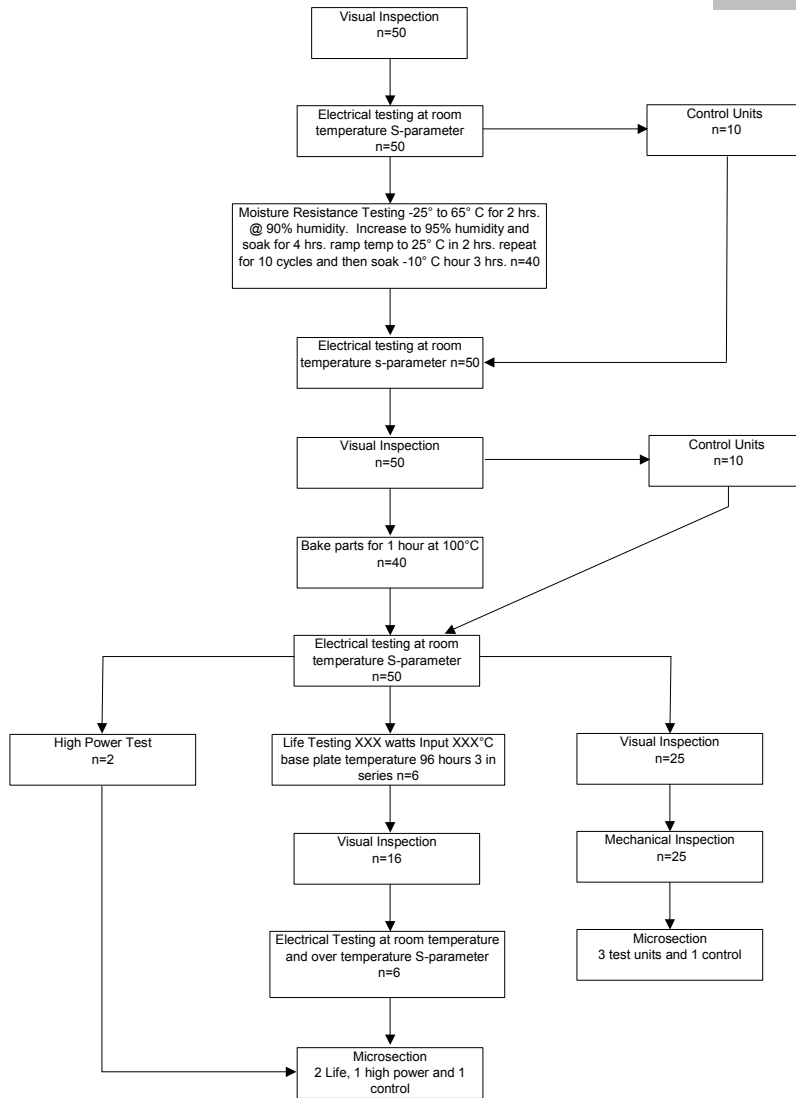 Visual Inspection
n=50
Electrical testing at room
temperature S-parameter
n=50
Control Units
n=10
Moisture Resistance Testing -25° to 65° C for 2 hrs.
@ 90% humidity.  Increase to 95% humidity and
soak for 4 hrs. ramp temp to 25° C in 2 hrs. repeat
for 10 cycles and then soak -10° C hour 3 hrs. n=40
Electrical testing at room
temperature s-parameter n=50
Visual Inspection
n=50
Control Units
n=10
Bake parts for 1 hour at 100°C
n=40
Electrical testing at room
temperature S-parameter
n=50
High Power Test
n=2
Life Testing XXX watts Input XXX°C
base plate temperature 96 hours 3 in
series n=6
Visual Inspection
n=25
Visual Inspection
n=16
Mechanical Inspection
n=25
Electrical Testing at room temperature
and over temperature S-parameter
n=6
Microsection
3 test units and 1 control
Microsection
2 Life, 1 high power and 1
control